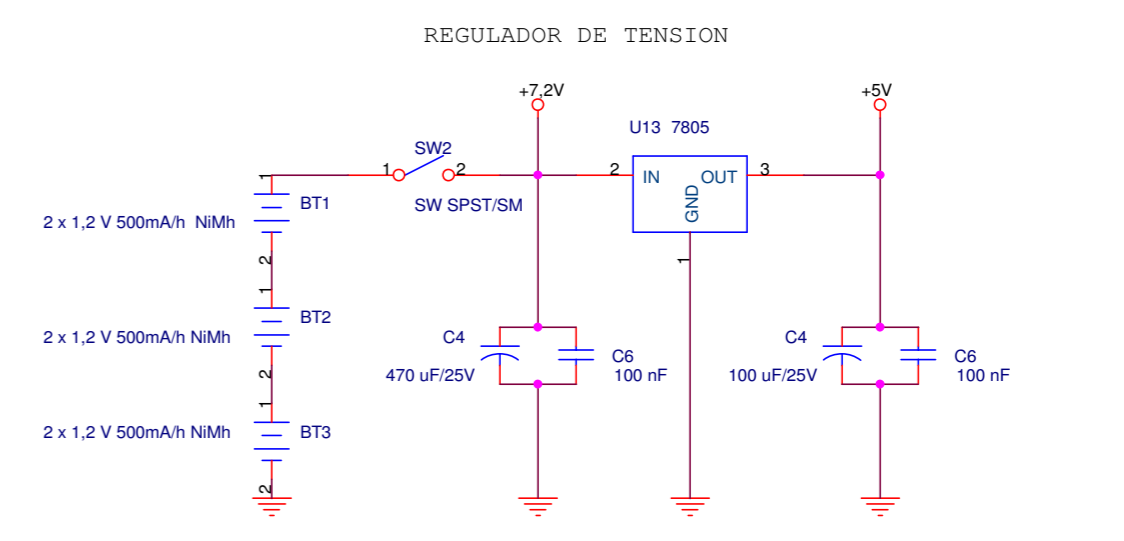 REGULADOR DE TENSION
+7,2V
+5V
U13 7805
SW2
1
2
SW SPST/SM
2
IN
OUT
GND
3
1
1
BT1
2 x 1,2 V 500mA/h NiMh
2
1
BT2
2 x 1,2 V 500mA/h NiMh
2
1
BT3
2 x 1,2 V 500mA/h NiMh
2
C4
470 uF/25V
C6
100 nF
C4
100 uF/25V
C6
100 nF